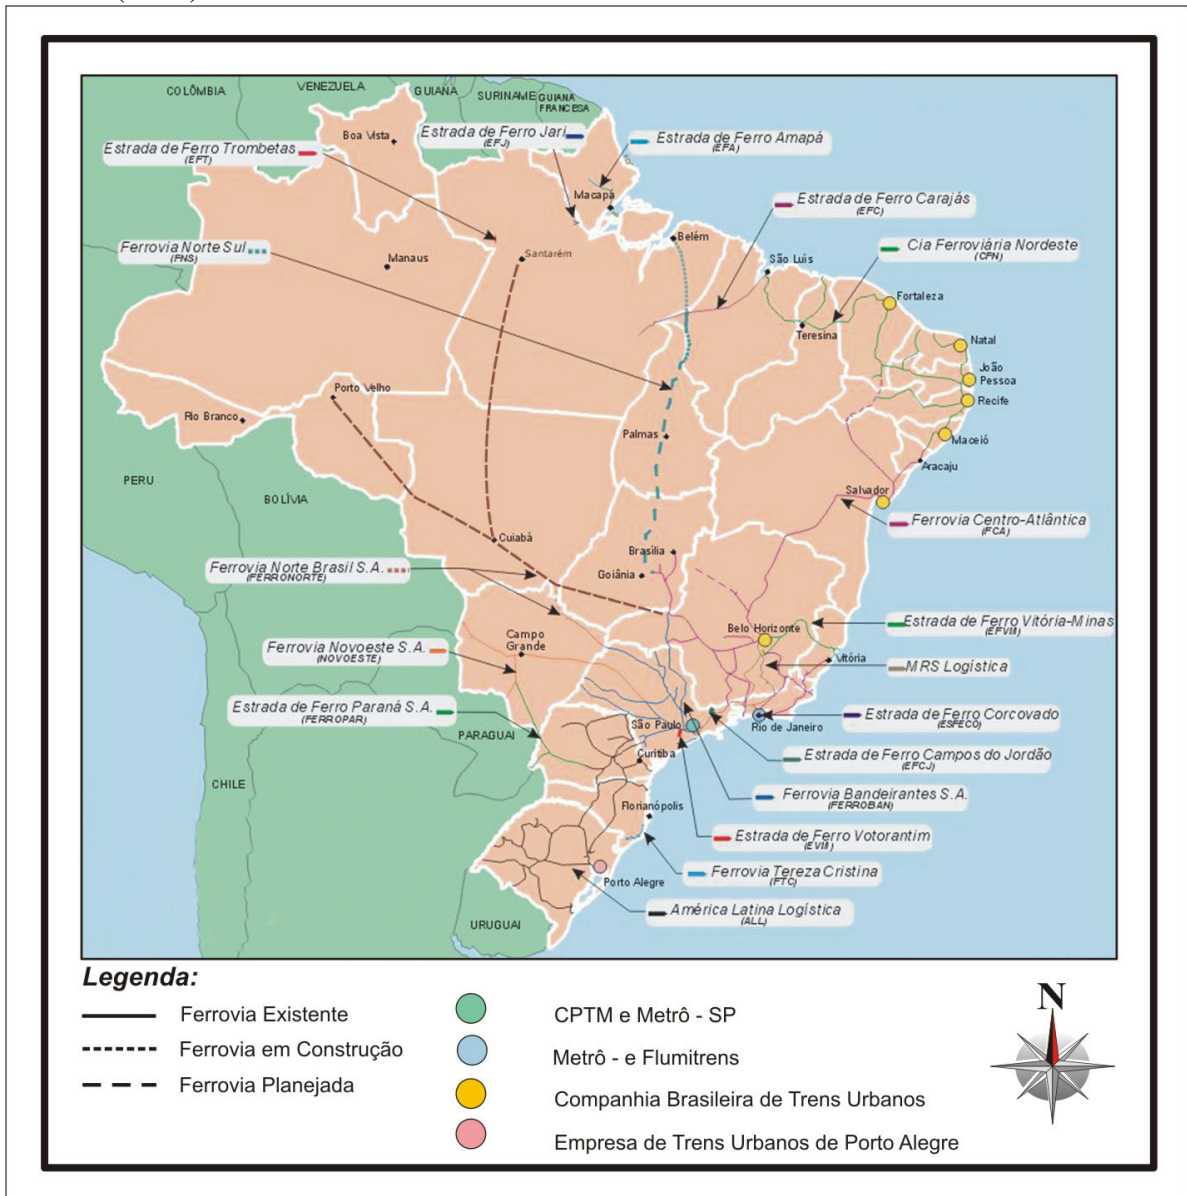 COLÔMBIA
VENEZUELA
GUIANA
SURINAME
GUIANA
FRANCESA
Boa Vista
Estrada de Ferro Jari
(EFJ)
Estrada de Ferro Amapá
(EFA)
Estrada de Ferro Trombetas
(EFT)
Macapá
Estrada de Ferro Carajás
(EFC)
Ferrovia Norte Sul
(FNS)
Belém
Cia Ferroviária Nordeste
(CFN)
Manaus
Santarém
São Luis
Fortaleza
Teresina
Natal
João
Pessoa
Porto Velho
Recife
Rio Branco
Palmas
Maceió
Aracaju
PERU
BOLÍVIA
Salvador
Ferrovia Centro-Atlântica
(FCA)
Cuiabá
Brasilia
Goiânia
Ferrovia Norte Brasil S.A.
(FERRONORTE)
Estrada de Ferro Vitória-Minas
(EFVM)
Belo Horizonte
Campo
Grande
Ferrovia Novoeste S.A.
(NOVOESTE)
Vitória
MRS Logística
Estrada de Ferro Paraná S.A.
(FERROPAR)
São Paulo
Rio de Janeiro
Estrada de Ferro Corcovado
(ESFECO)
PARAGUAI
Curitiba
Estrada de Ferro Campos do Jordão
(EFCJ)
CHILE
Ferrovia Bandeirantes S.A.
(FERROBAN)
Florianópolis
Estrada de Ferro Votorantim
(EVM)
Ferrovia Tereza Cristina
(FTC)
Porto Alegre
América Latina Logística
(ALL)
URUGUAI
Legenda:
Ferrovia Existente
Ferrovia em Construção
Ferrovia Planejada
CPTM e Metrô - SP
Metrô - e Flumitrens
Companhia Brasileira de Trens Urbanos
Empresa de Trens Urbanos de Porto Alegre
N